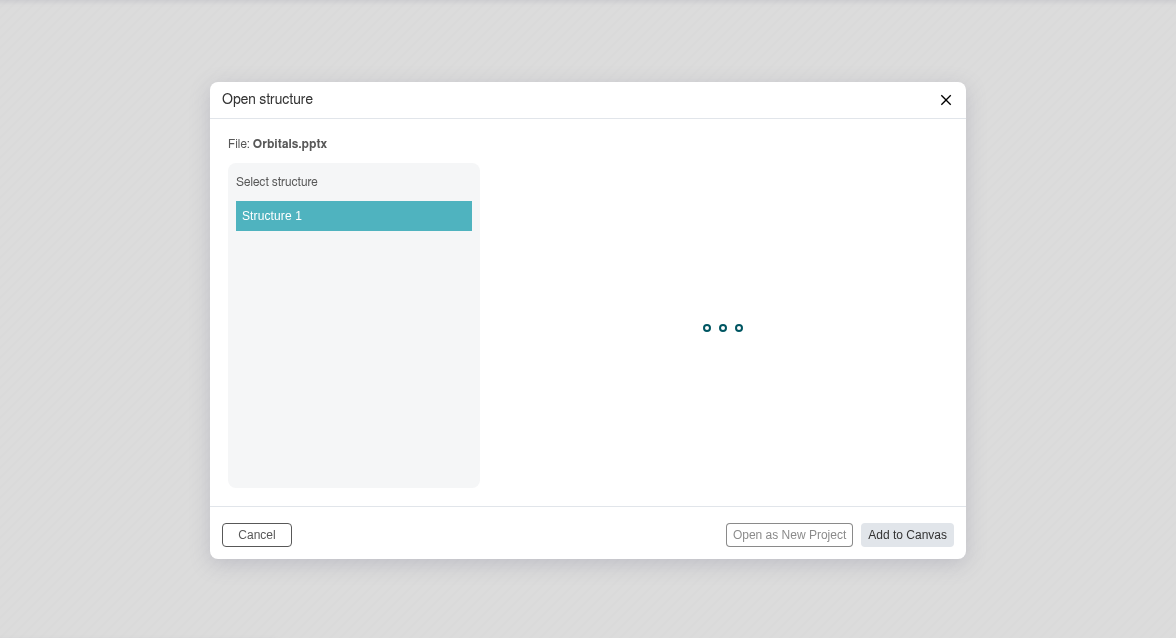 Open structure
File: Orbitals.pptx
Select structure
Structure 1
Cancel
Open as New Project
Add to Canvas